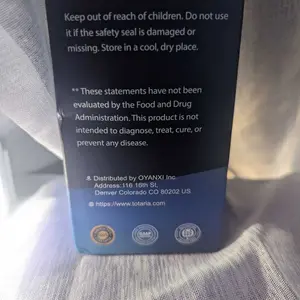 Keep out of reach of children. Do not use
it if the safety seal is damaged or
missing. Store in a cool, dry place.
** These statements have not been
evaluated by the Food and Drug
Administration. This product is not
intended to diagnose, treat, cure, or
prevent any disease.
Distributed by OYANXI Inc.
Address:116 16th St,
Denver Colorado CO 80202 US
https://www.lotaria.com